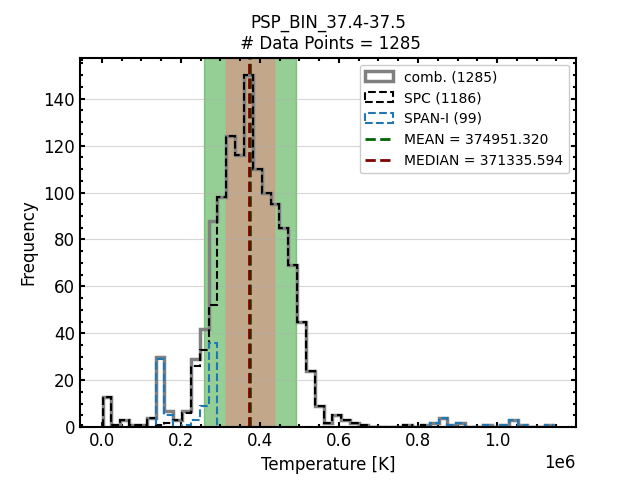 PSP_BIN_37.4-37.5
# Data Points = 1285
comb. (1285)
SPC (1186)
SPAN-I (99)
MEAN = 374951.320
MEDIAN = 371335.594
Frequency
140
120
100
80
60
40
20
0
0.0 0.2 0.4 0.6 0.8 1.0
1e6
Temperature [K]